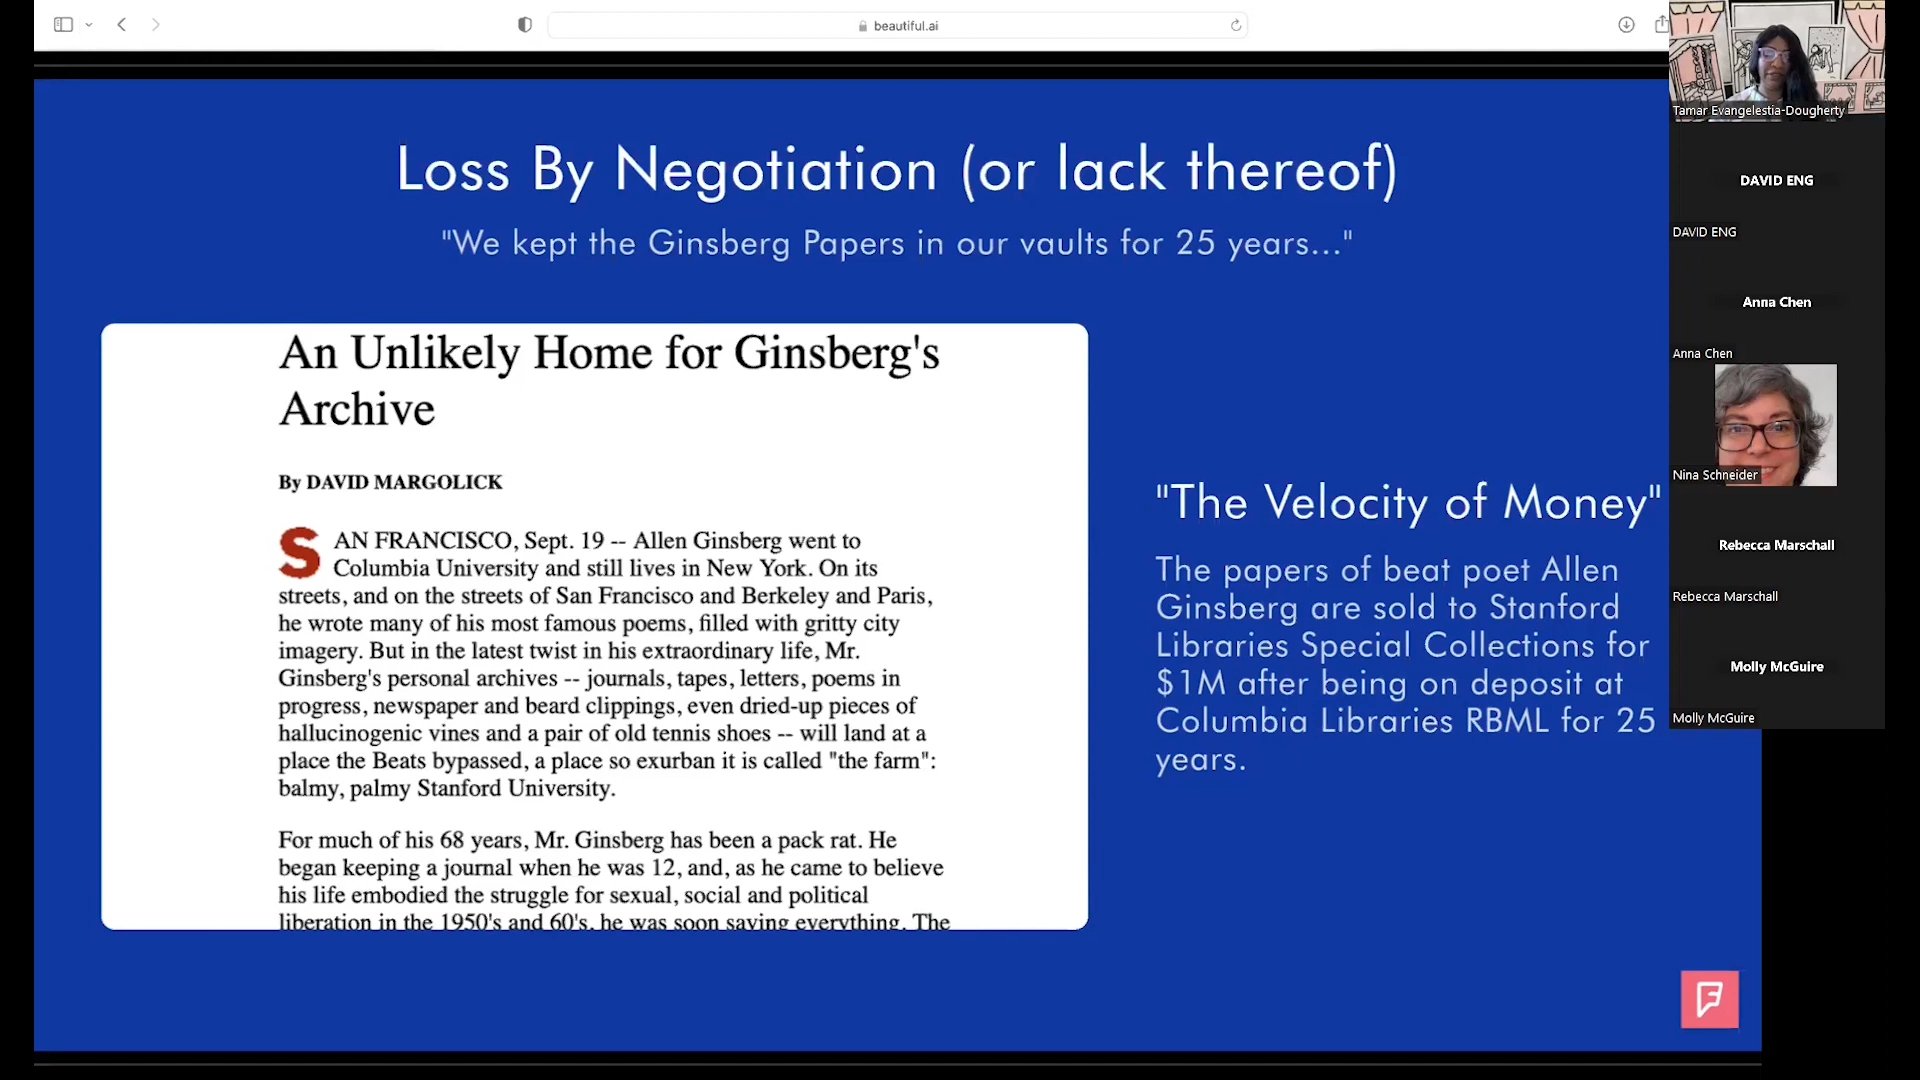 beautiful.ai
Loss By Negotiation (or lack thereof)
"We kept the Ginsberg Papers in our vaults for 25 years..."
An Unlikely Home for Ginsberg's
Archive
By DAVID MARGOLICK
SAN FRANCISCO, Sept. 19 -- Allen Ginsberg went to
Columbia University and still lives in New York. On its
streets, and on the streets of San Francisco and Berkeley and Paris,
he wrote many of his most famous poems, filled with gritty city
imagery. But in the latest twist in his extraordinary life, Mr.
Ginsberg's personal archives -- journals, tapes, letters, poems in
progress, newspaper and beard clippings, even dried-up pieces of
hallucinogenic vines and a pair of old tennis shoes -- will land at a
place the Beats bypassed, a place so exurban it is called "the farm":
balmy, palmy Stanford University.
For much of his 68 years, Mr. Ginsberg has been a pack rat. He
began keeping a journal when he was 12, and, as he came to believe
his life embodied the struggle for sexual, social and political
liberation in the 1950's and 60's, he was soon saving everything. The
"The Velocity of Money"
The papers of beat poet Allen
Ginsberg are sold to Stanford
Libraries Special Collections for
$1M after being on deposit at
Columbia Libraries RBML for 25
years.
Tamar Evangelestia-Dougherty
DAVID ENG
DAVID ENG
Anna Chen
Anna Chen
Nina Schneider
Rebecca Marschall
Rebecca Marschall
Molly McGuire
Molly McGuire